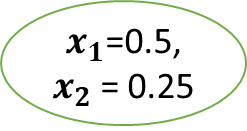 x₁=0.5,
x₂ = 0.25